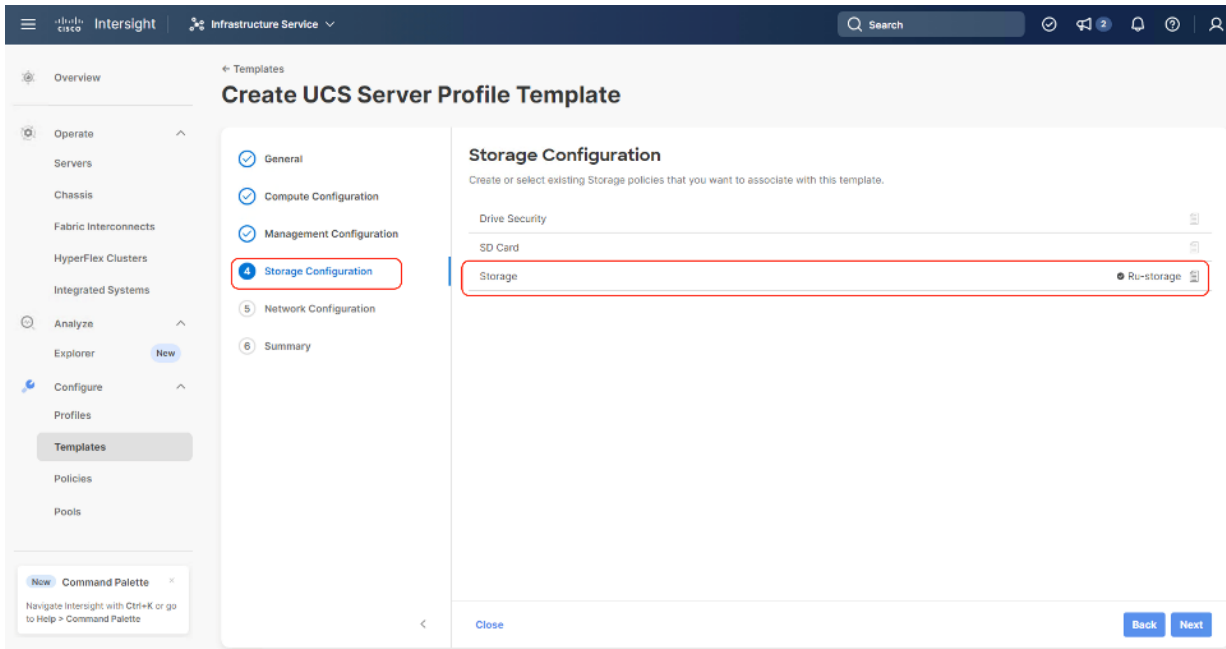 cisco Intersight
Infrastructure Service
Search
2
Overview
Operate
Servers
Chassis
Fabric Interconnects
HyperFlex Clusters
Integrated Systems
Analyze
Explorer New
Configure
Profiles
Templates
Policies
Pools
New Command Palette ×
Navigate Intersight with Ctrl+K or go
to Help > Command Palette
← Templates
Create UCS Server Profile Template
General
Compute Configuration
Management Configuration
4 Storage Configuration
5 Network Configuration
6 Summary
Storage Configuration
Create or select existing Storage policies that you want to associate with this template.
Drive Security
SD Card
Storage Ru-storage
Close
Back Next